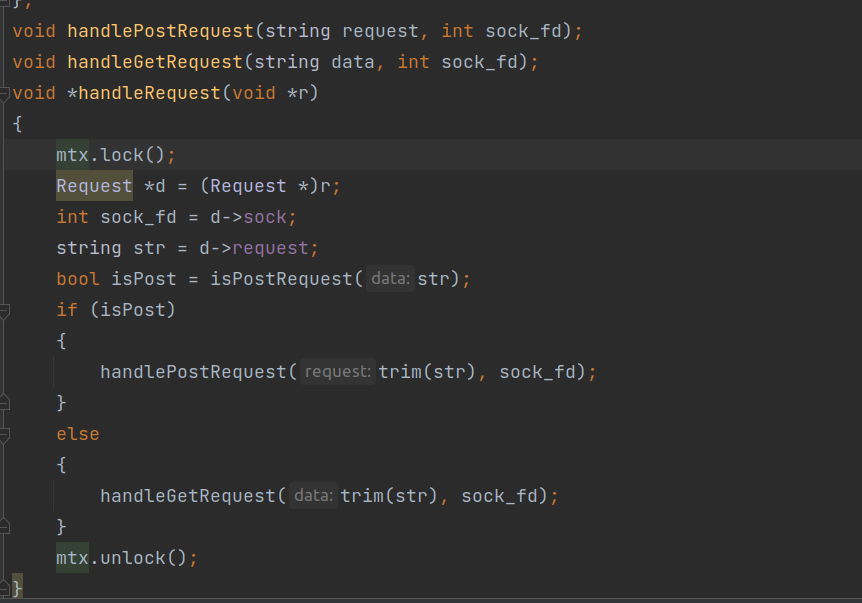 };
void handlePostRequest(string request, int sock_fd);
void handleGetRequest(string data, int sock_fd);
void *handleRequest(void *r)
{
    mtx.lock();
    Request *d = (Request *)r;
    int sock_fd = d->sock;
    string str = d->request;
    bool isPost = isPostRequest( data: str);
    if (isPost)
    {
        handlePostRequest( request: trim(str), sock_fd);
    }
    else
    {
        handleGetRequest( data: trim(str), sock_fd);
    }
    mtx.unlock();
}